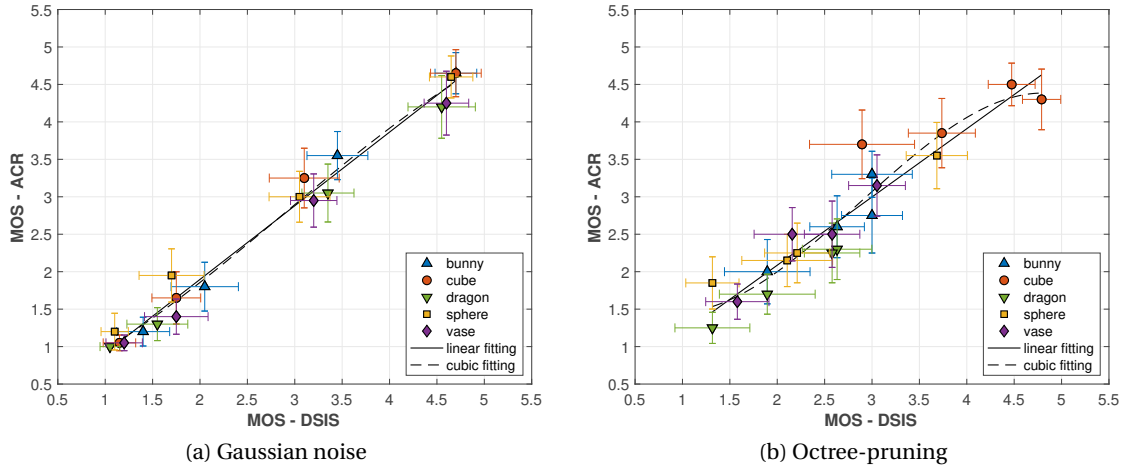 5.5
5
4.5
4
3.5
3
2.5
2
1.5
1
0.5
MOS - ACR
bunny
cube
dragon
sphere
vase
linear fitting
cubic fitting
0.5 1 1.5 2 2.5 3 3.5 4 4.5 5 5.5
MOS - DSIS
(a) Gaussian noise
5.5
5
4.5
4
3.5
3
2.5
2
1.5
1
0.5
MOS - ACR
bunny
cube
dragon
sphere
vase
linear fitting
cubic fitting
0.5 1 1.5 2 2.5 3 3.5 4 4.5 5 5.5
MOS - DSIS
(b) Octree-pruning